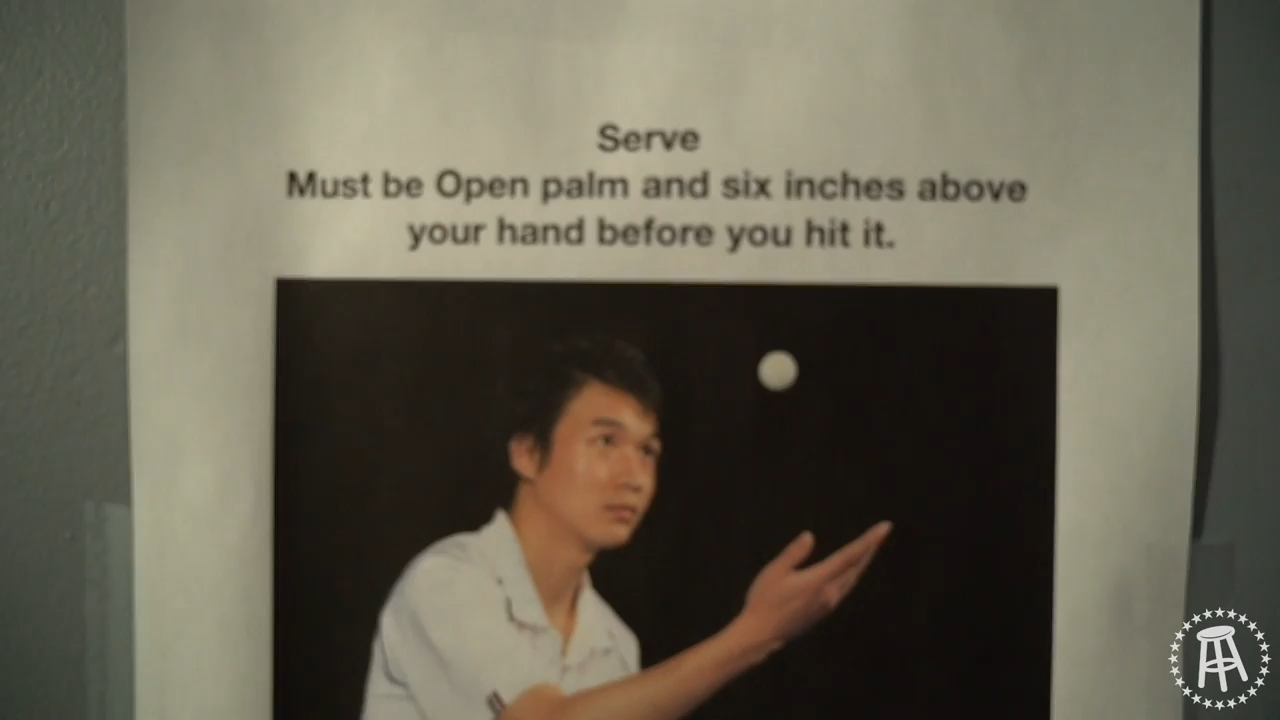 Serve
Must be Open palm and six inches above
your hand before you hit it.